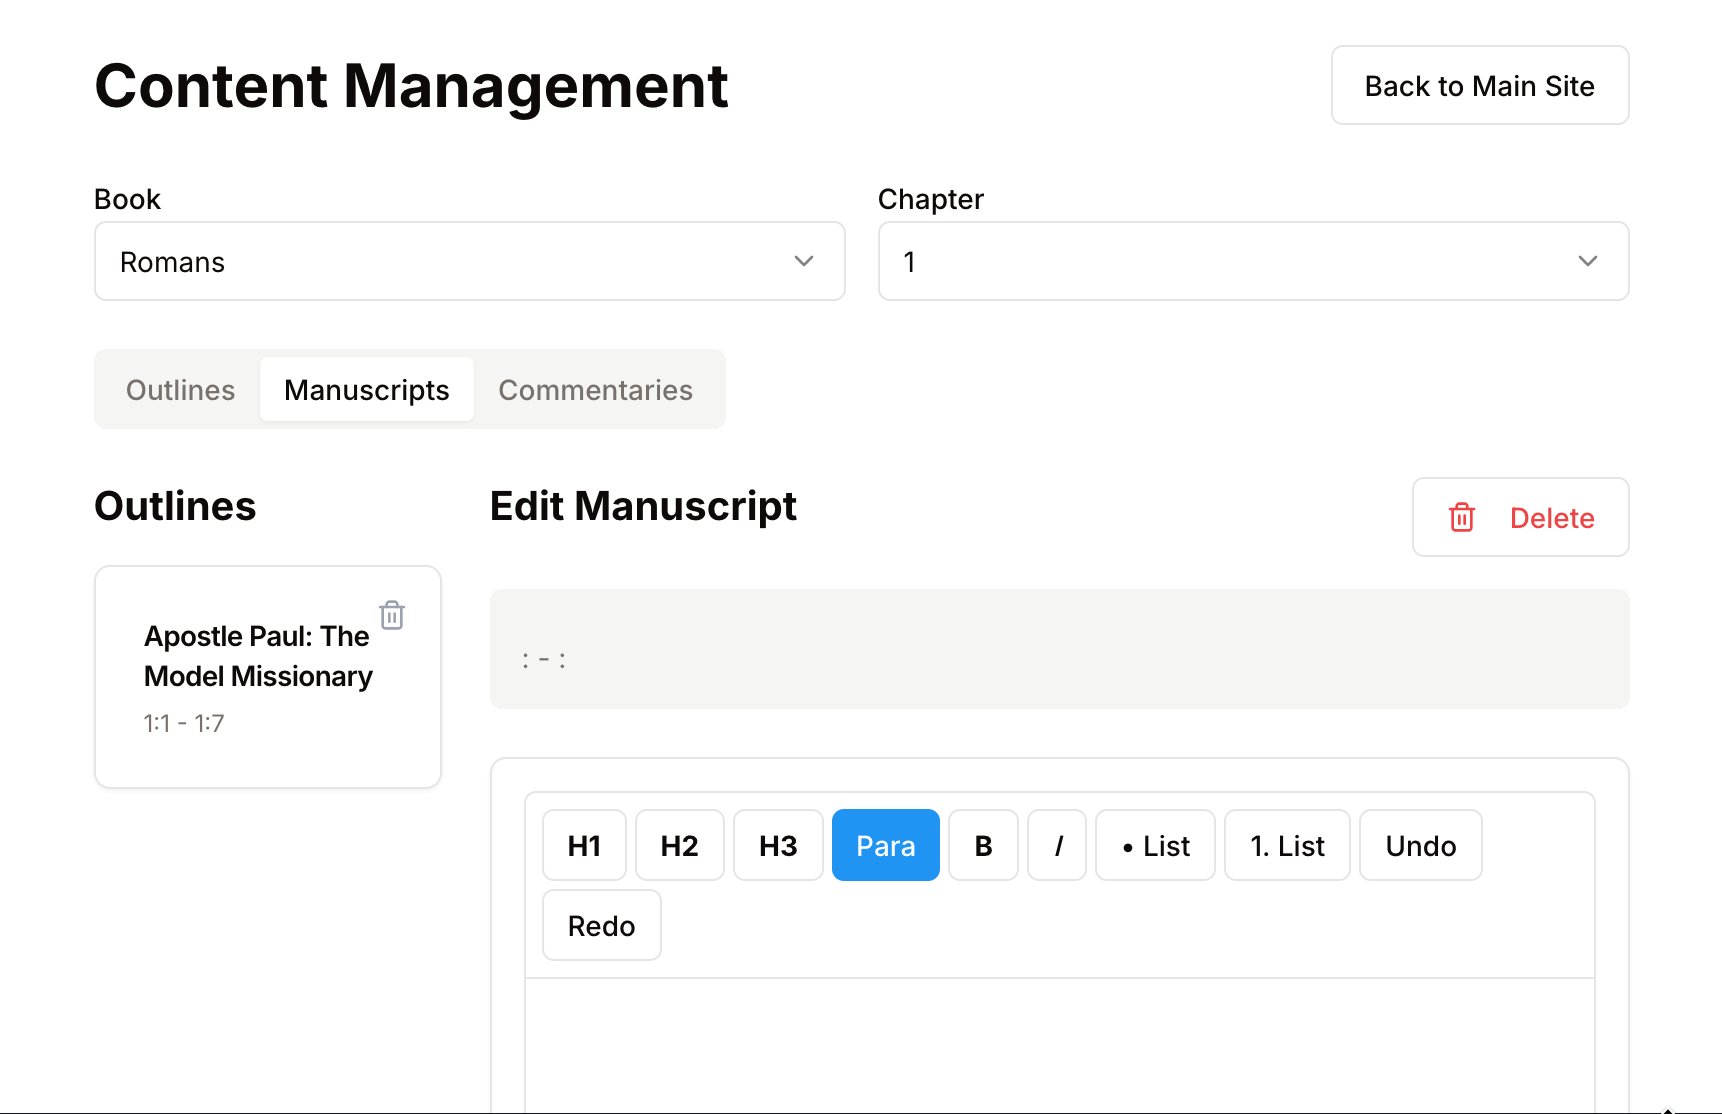 Content Management
Back to Main Site
Book
Chapter
Romans
1
Outlines
Manuscripts
Commentaries
Outlines
Edit Manuscript
Delete
Apostle Paul: The
Model Missionary
1:1 - 1:7
: - :
H1
H2
H3
Para
B
I
• List
1. List
Undo
Redo